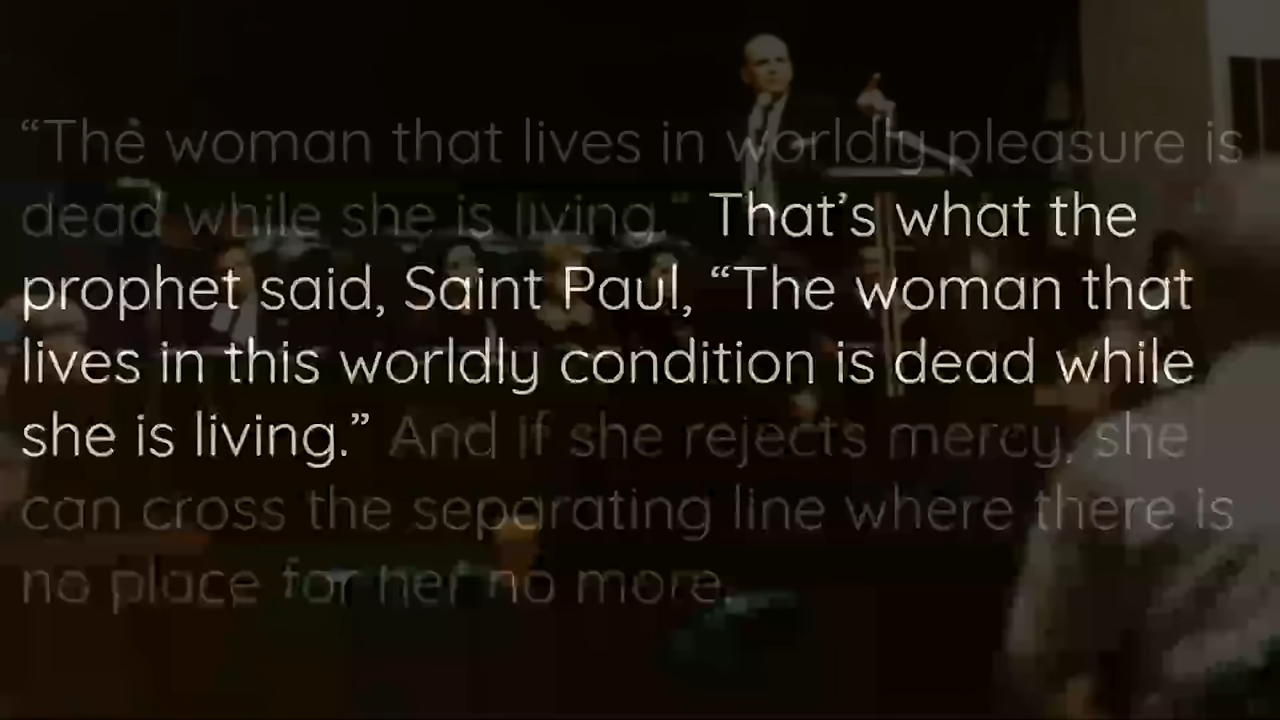 “The woman that lives in worldly pleasure is
dead while she is living.” That’s what the
prophet said, Saint Paul, “The woman that
lives in this worldly condition is dead while
she is living.” And if she rejects mercy, she
can cross the separating line where there is
no place for her no more.